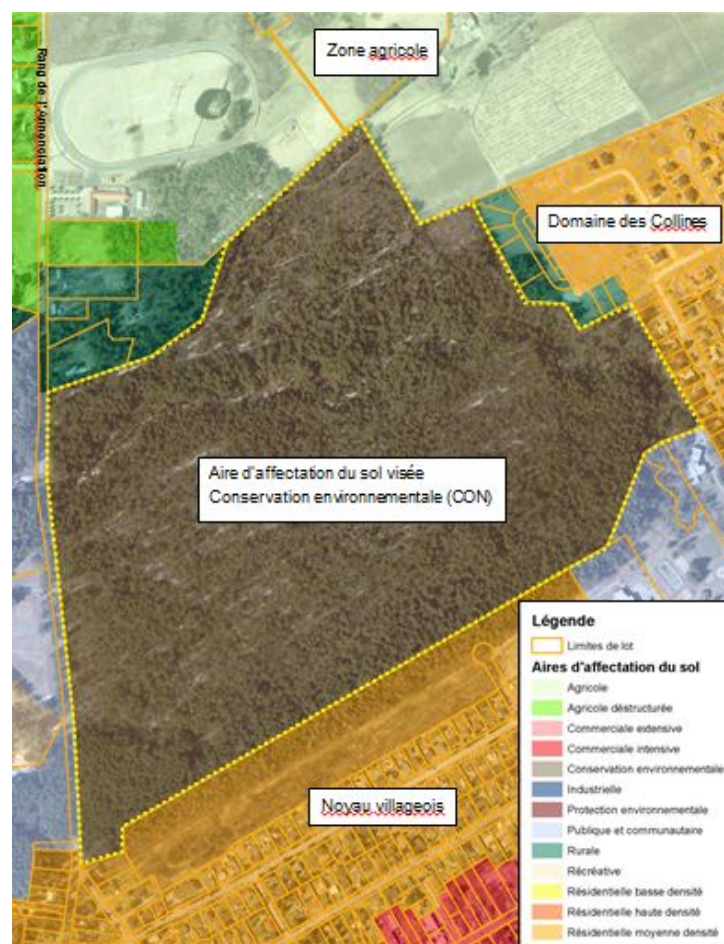 Zone agricole
Rang de l'Annonciation
Domaine des Collines
Aire d'affectation du sol visée
Conservation environnementale (CON)
Noyau villageois
Légende
Limites de lot
Aires d'affectation du sol
Agricole
Agricole déstructurée
Commerciale extensive
Commerciale intensive
Conservation environnementale
Industrielle
Protection environnementale
Publique et communautaire
Rurale
Récréative
Résidentielle basse densité
Résidentielle haute densité
Résidentielle moyenne densité